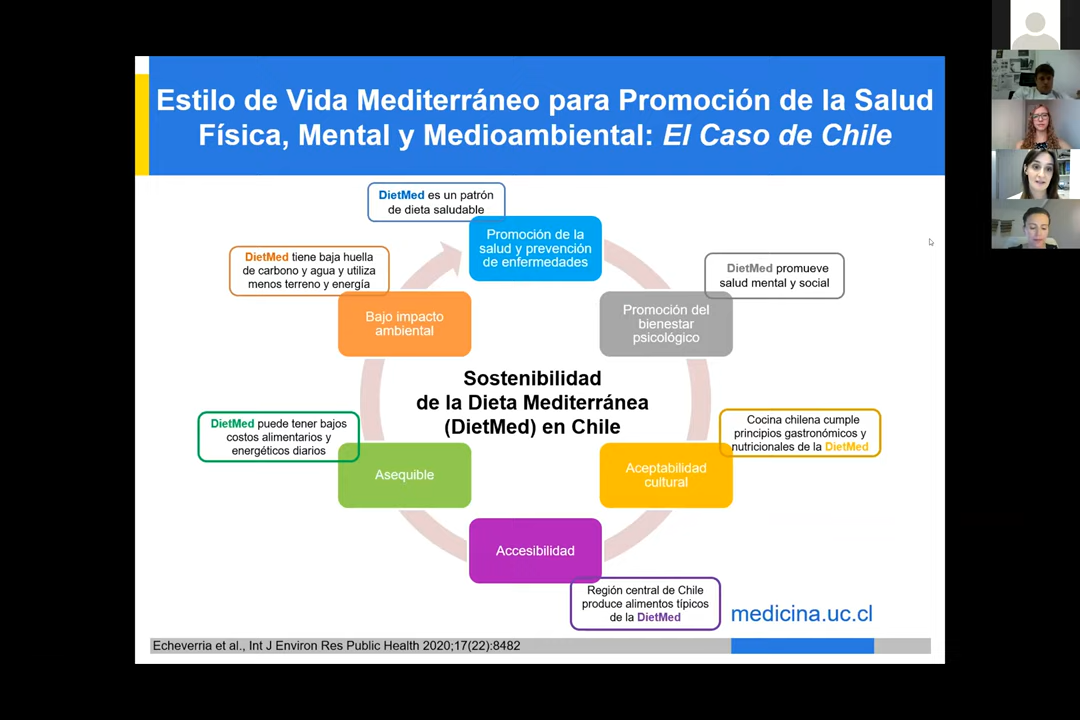 Estilo de Vida Mediterráneo para Promoción de la Salud
Física, Mental y Medioambiental: El Caso de Chile
DietMed es un patrón
de dieta saludable
Promoción de la
salud y prevención
de enfermedades
DietMed promueve
salud mental y social
Promoción del
bienestar
psicológico
Cocina chilena cumple
principios gastronómicos y
nutricionales de la DietMed
Aceptabilidad
cultural
Región central de Chile
produce alimentos típicos
de la DietMed
Accesibilidad
DietMed puede tener bajos
costos alimentarios y
energéticos diarios
Asequible
DietMed tiene baja huella
de carbono y agua y utiliza
menos terreno y energía
Bajo impacto
ambiental
Sostenibilidad
de la Dieta Mediterránea
(DietMed) en Chile
medicina.uc.cl
Echeverria et al., Int J Environ Res Public Health 2020;17(22):8482